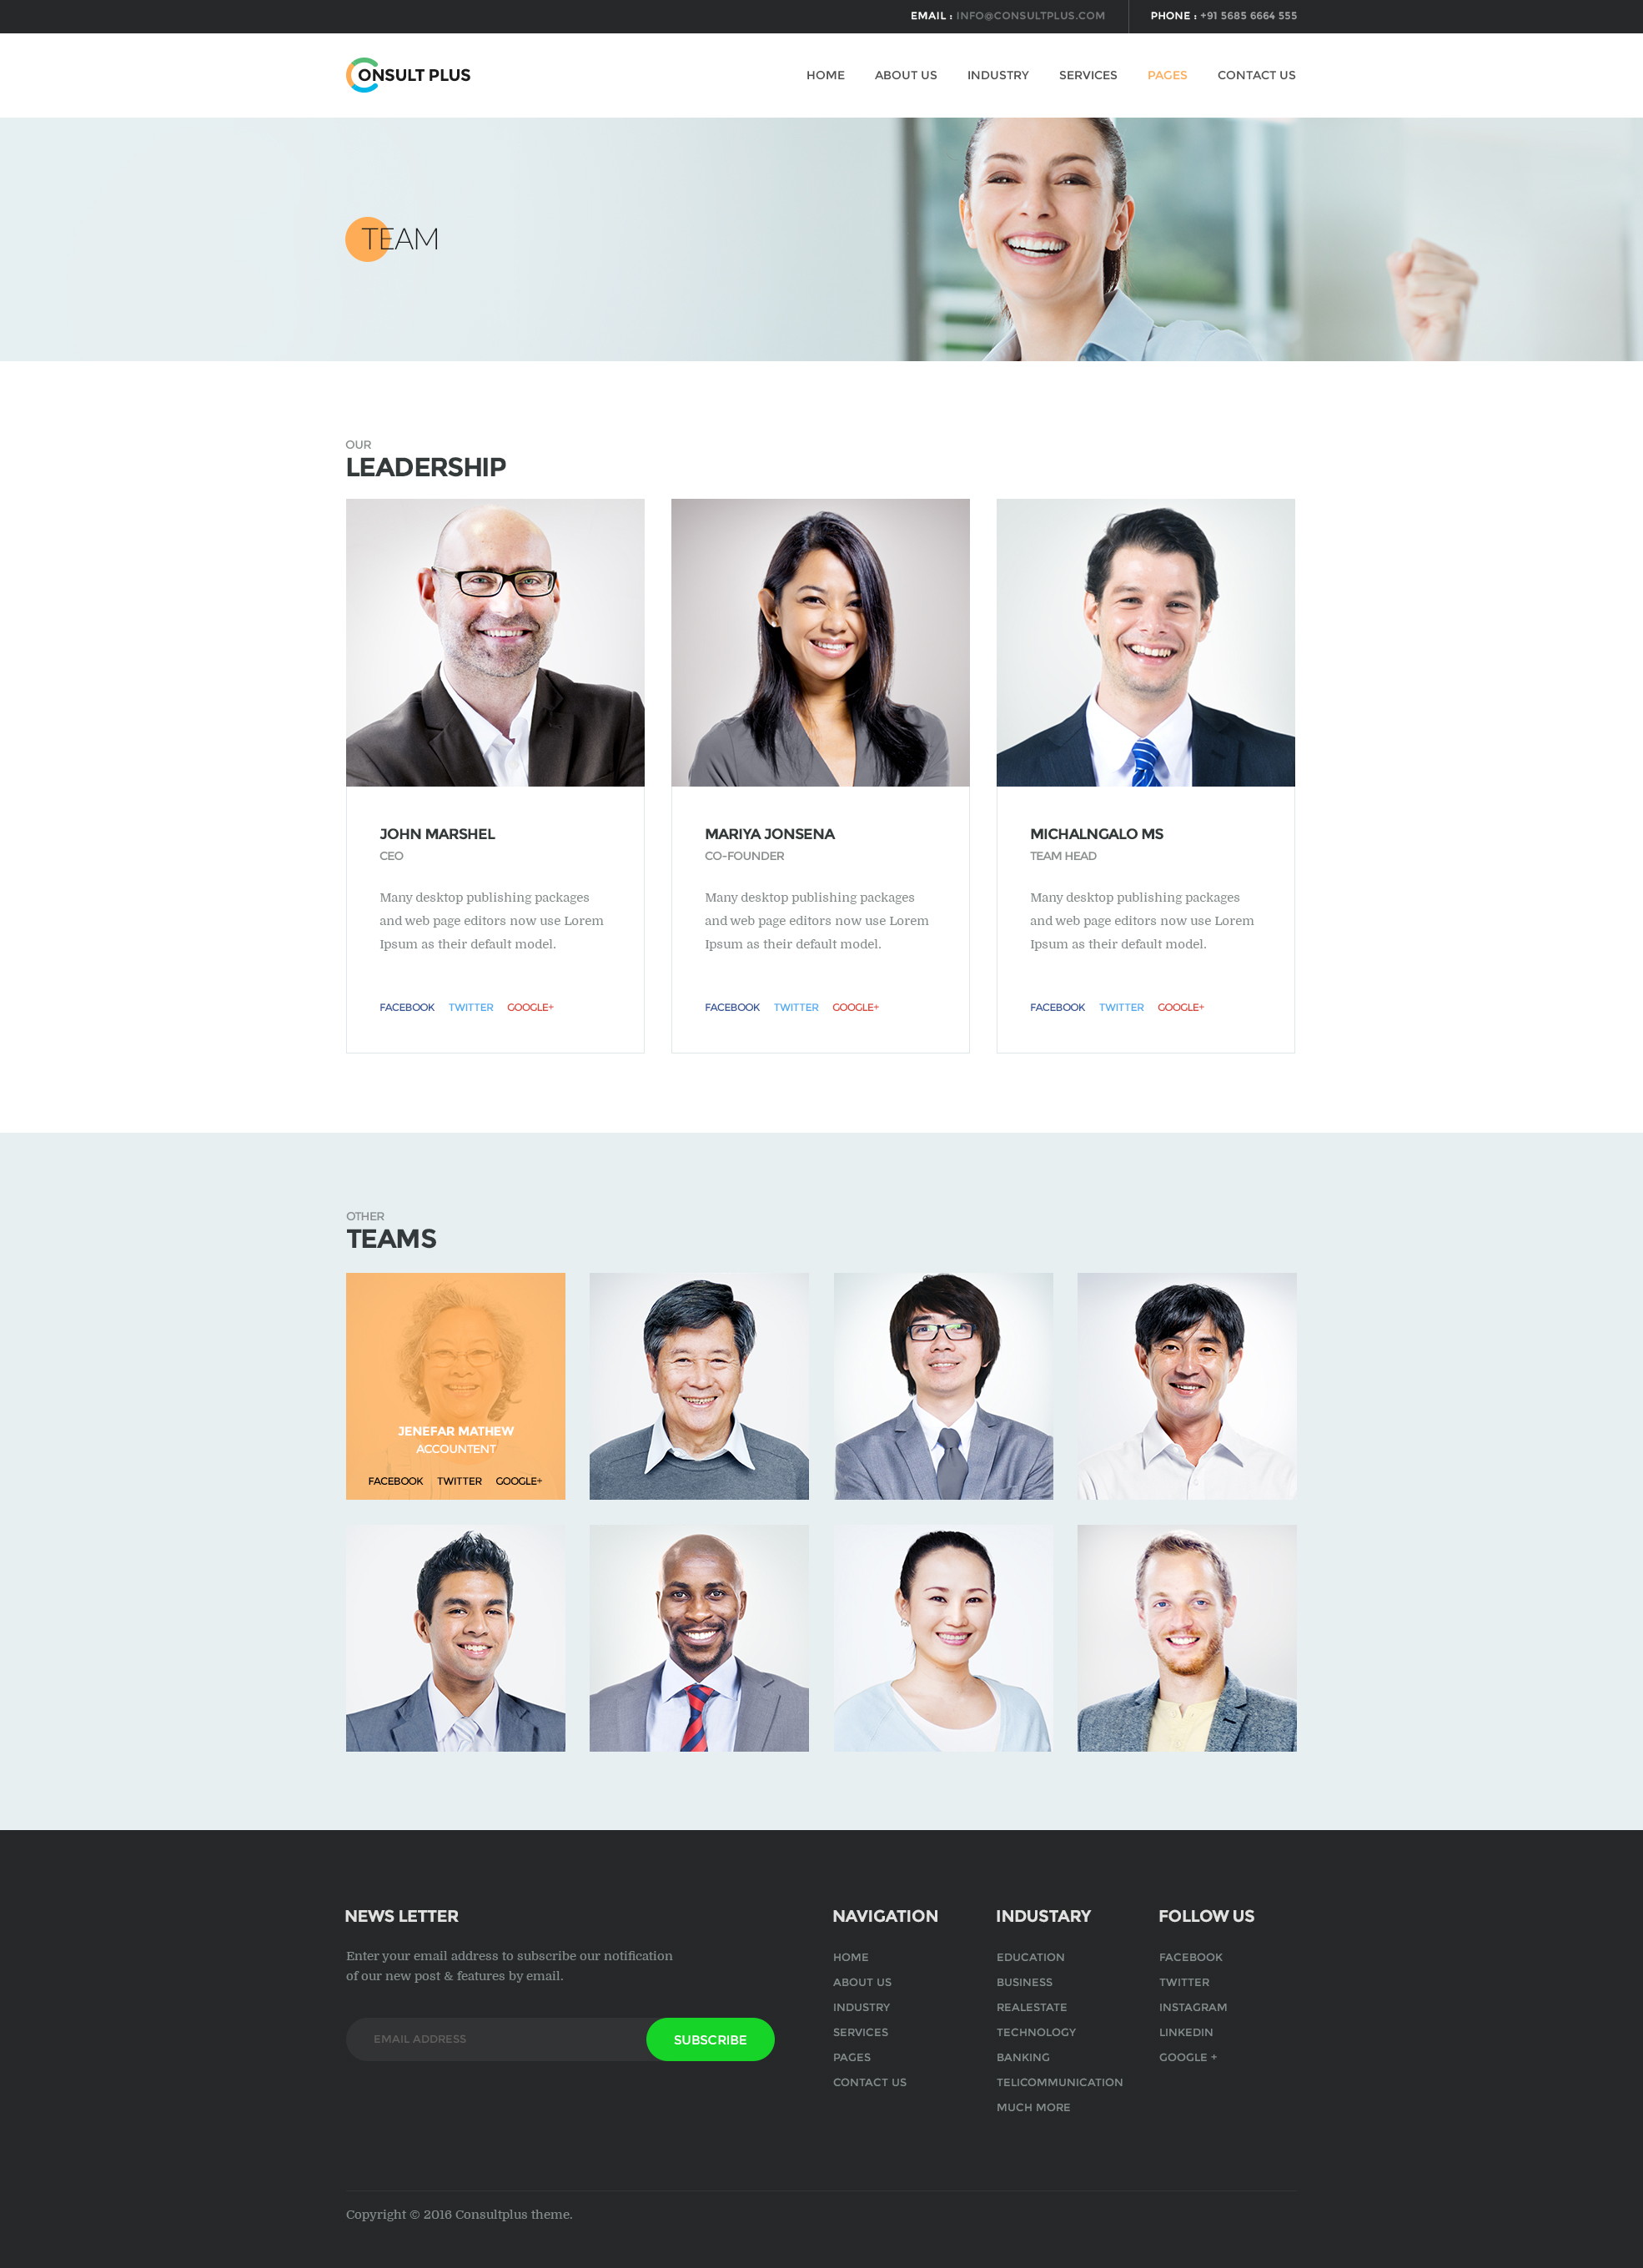 EMAIL : INFO@CONSULTPLUS.COM
PHONE : +91 5685 6664 555
CONSULT PLUS
HOME ABOUT US INDUSTRY SERVICES PAGES CONTACT US
TEAM
OUR
LEADERSHIP
JOHN MARSHEL
CEO
Many desktop publishing packages
and web page editors now use Lorem
Ipsum as their default model.
FACEBOOK TWITTER GOOGLE+
MARIYA JONSENA
CO-FOUNDER
Many desktop publishing packages
and web page editors now use Lorem
Ipsum as their default model.
FACEBOOK TWITTER GOOGLE+
MICHALNGALO MS
TEAM HEAD
Many desktop publishing packages
and web page editors now use Lorem
Ipsum as their default model.
FACEBOOK TWITTER GOOGLE+
OTHER
TEAMS
JENEFAR MATHEW
ACCOUNTENT
FACEBOOK TWITTER GOOGLE+
NEWS LETTER
Enter your email address to subscribe our notification
of our new post & features by email.
EMAIL ADDRESS
SUBSCRIBE
NAVIGATION
HOME
ABOUT US
INDUSTRY
SERVICES
PAGES
CONTACT US
INDUSTARY
EDUCATION
BUSINESS
REALESTATE
TECHNOLOGY
BANKING
TELICOMMUNICATION
MUCH MORE
FOLLOW US
FACEBOOK
TWITTER
INSTAGRAM
LINKEDIN
GOOGLE +
Copyright © 2016 Consultplus theme.